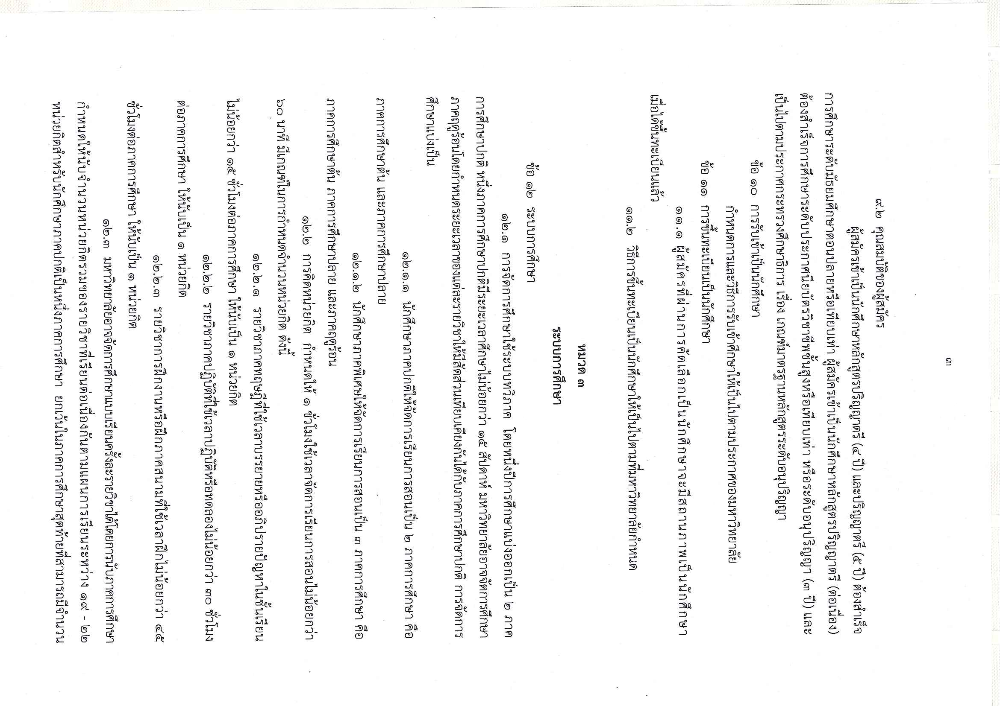 ๓
๙.๒ คุณสมบัติของผู้สมัคร
ผู้สมัครเข้าเป็นนักศึกษาหลักสูตรปริญญาตรี (๔ ปี) และปริญญาตรี (๕ ปี) ต้องสำเร็จ
การศึกษาระดับมัธยมศึกษาตอนปลายหรือเทียบเท่า ผู้สมัครเข้าเป็นนักศึกษาหลักสูตรปริญญาตรี (ต่อเนื่อง)
ต้องสำเร็จการศึกษาระดับประกาศนียบัตรวิชาชีพชั้นสูงหรือเทียบเท่า หรือระดับอนุปริญญา (๓ ปี) และ
เป็นไปตามประกาศกระทรวงศึกษาธิการ เรื่อง เกณฑ์มาตรฐานหลักสูตรระดับอนุปริญญา
ข้อ ๑๐ การรับเข้าเป็นนักศึกษา
กำหนดการและวิธีการรับเข้าศึกษาให้เป็นไปตามประกาศของมหาวิทยาลัย
ข้อ ๑๑ การขึ้นทะเบียนเป็นนักศึกษา
๑๑.๑ ผู้สมัครที่ผ่านการคัดเลือกเป็นนักศึกษาจะมีสถานภาพเป็นนักศึกษา
เมื่อได้ขึ้นทะเบียนแล้ว
๑๑.๒ วิธีการขึ้นทะเบียนเป็นนักศึกษาให้เป็นไปตามที่มหาวิทยาลัยกำหนด
หมวด ๓
ระบบการศึกษา
ข้อ ๑๒ ระบบการศึกษา
๑๒.๑ การจัดการศึกษาใช้ระบบทวิภาค โดยหนึ่งปีการศึกษาแบ่งออกเป็น ๒ ภาค
การศึกษาปกติ หนึ่งภาคการศึกษาปกติมีระยะเวลาศึกษาไม่น้อยกว่า ๑๕ สัปดาห์ มหาวิทยาลัยอาจจัดการศึกษา
ภาคฤดูร้อนโดยกำหนดระยะเวลาของแต่ละรายวิชาให้มีสัดส่วนเทียบเคียงกันได้กับภาคการศึกษาปกติ การจัดการ
ศึกษาแบ่งเป็น
๑๒.๑.๑ นักศึกษาภาคปกติให้จัดการเรียนการสอนเป็น ๒ ภาคการศึกษา คือ
ภาคการศึกษาต้น และภาคการศึกษาปลาย
๑๒.๑.๒ นักศึกษาภาคพิเศษให้จัดการเรียนการสอนเป็น ๓ ภาคการศึกษา คือ
ภาคการศึกษาต้น ภาคการศึกษาปลาย และภาคฤดูร้อน
๑๒.๒ การคิดหน่วยกิต กำหนดให้ ๑ ชั่วโมงใช้เวลาจัดการเรียนการสอนไม่น้อยกว่า
๖๐ นาที มีเกณฑ์ในการกำหนดจำนวนหน่วยกิต ดังนี้
๑๒.๒.๑ รายวิชาภาคทฤษฎีที่ใช้เวลาบรรยายหรืออภิปรายปัญหาในชั้นเรียน
ไม่น้อยกว่า ๑๕ ชั่วโมงต่อภาคการศึกษา ให้นับเป็น ๑ หน่วยกิต
๑๒.๒.๒ รายวิชาภาคปฏิบัติที่ใช้เวลาปฏิบัติหรือทดลองไม่น้อยกว่า ๓๐ ชั่วโมง
ต่อภาคการศึกษา ให้นับเป็น ๑ หน่วยกิต
๑๒.๒.๓ รายวิชาการฝึกงานหรือฝึกภาคสนามที่ใช้เวลาฝึกไม่น้อยกว่า ๔๕
ชั่วโมงต่อภาคการศึกษา ให้นับเป็น ๑ หน่วยกิต
๑๒.๓ มหาวิทยาลัยอาจจัดการศึกษาแบบเรียนครั้งละรายวิชาได้โดยการนับภาคการศึกษา
กำหนดให้นับจำนวนหน่วยกิตรวมของรายวิชาที่เรียนต่อเนื่องกันตามแผนการเรียนระหว่าง ๑๙ - ๒๒
หน่วยกิตสำหรับนักศึกษาภาคปกติเป็นหนึ่งภาคการศึกษา ยกเว้นในภาคการศึกษาสุดท้ายที่สามารถมีจำนวน